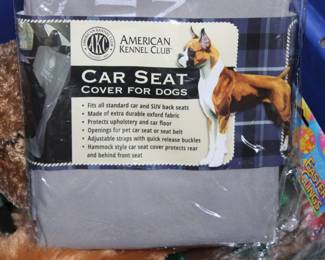 AKC
AMERICAN
KENNEL CLUB
CAR SEAT
COVER FOR DOGS
• Fits all standard car and SUV back seats
• Made of extra durable oxford fabric
• Protects upholstery and car floor
• Openings for pet car seat or seat belt
• Adjustable straps with quick release buckles
• Hammock style car seat cover protects rear
and behind front seat